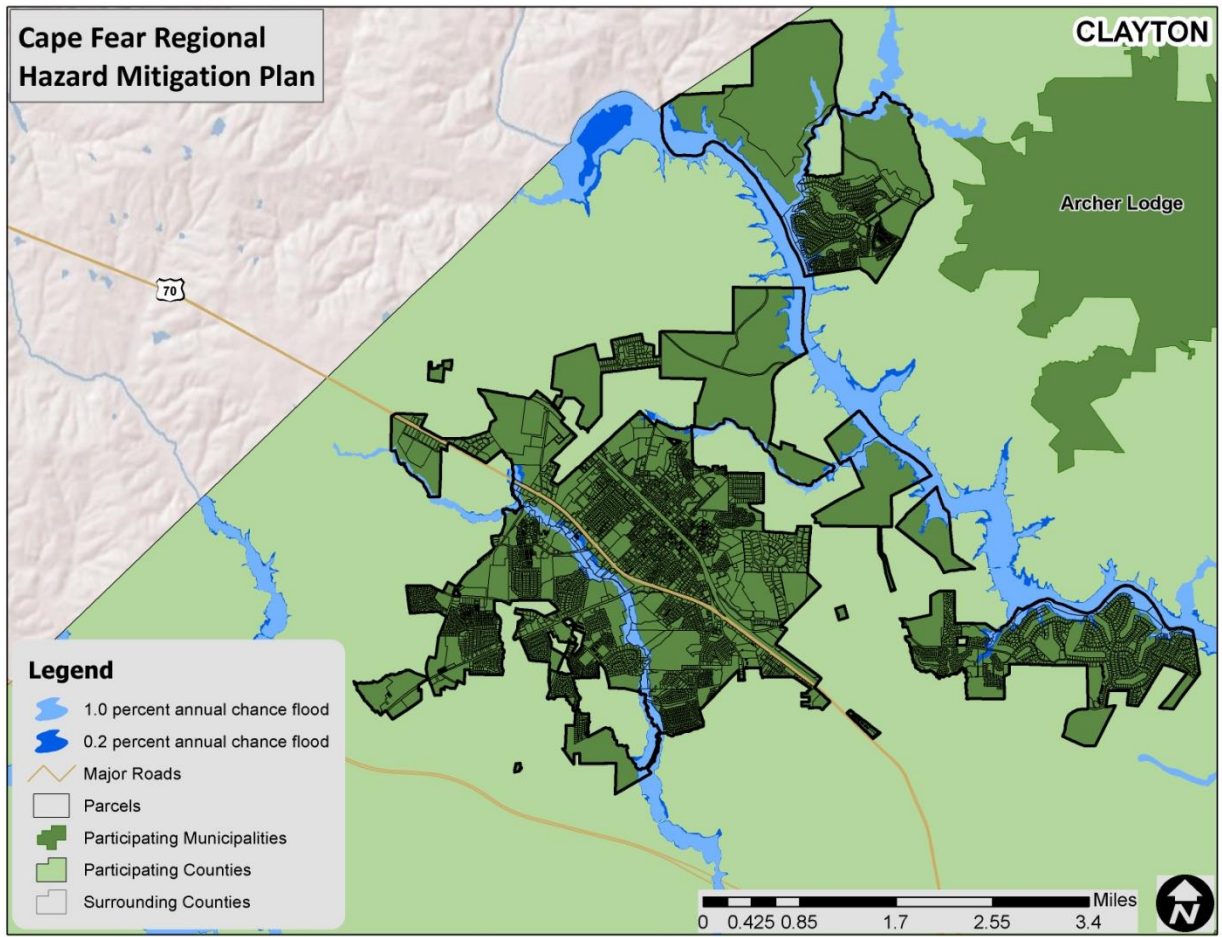 Cape Fear Regional
Hazard Mitigation Plan
CLAYTON
Archer Lodge
70
Legend
1.0 percent annual chance flood
0.2 percent annual chance flood
Major Roads
Parcels
Participating Municipalities
Participating Counties
Surrounding Counties
Miles
0 0.425 0.85 1.7 2.55 3.4
N